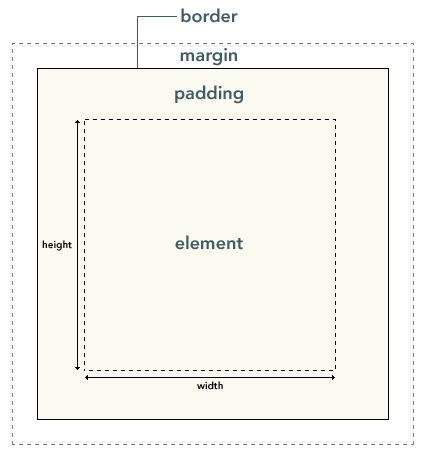 border
margin
padding
height
element
width